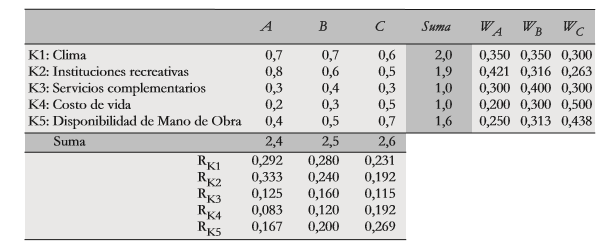 A B C Suma W_A W_B W_C
K1: Clima 0,7 0,7 0,6 2,0 0,350 0,350 0,300
K2: Instituciones recreativas 0,8 0,6 0,5 1,9 0,421 0,316 0,263
K3: Servicios complementarios 0,3 0,4 0,3 1,0 0,300 0,400 0,300
K4: Costo de vida 0,2 0,3 0,5 1,0 0,200 0,300 0,500
K5: Disponibilidad de Mano de Obra 0,4 0,5 0,7 1,6 0,250 0,313 0,438
Suma 2,4 2,5 2,6
R_K1 0,292 0,280 0,231
R_K2 0,333 0,240 0,192
R_K3 0,125 0,160 0,115
R_K4 0,083 0,120 0,192
R_K5 0,167 0,200 0,269